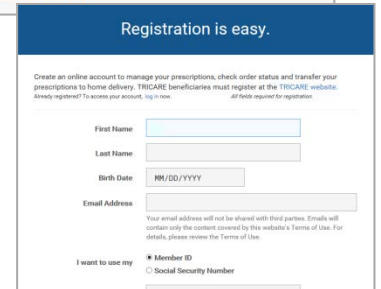 Registration is easy.
Create an online account to manage your prescriptions, check order status and transfer your
prescriptions to home delivery. TRICARE beneficiaries must register at the TRICARE website.
Already registered? To access your account, log in now. All fields required for registration.
First Name
Last Name
Birth Date MM/DD/YYYY
Email Address
Your email address will not be shared with third parties. Emails will
contain only the content covered by this website's Terms of Use. For
details, please review the Terms of Use.
I want to use my Member ID
Social Security Number